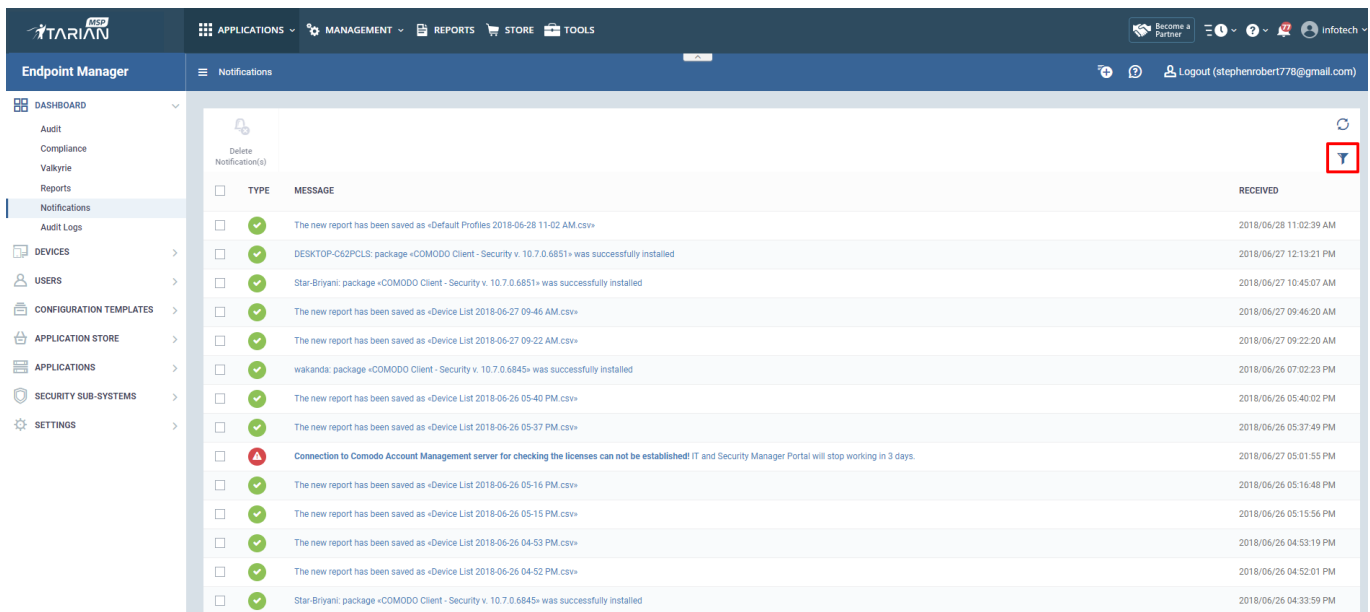 MSP
ITARIAN
APPLICATIONS
MANAGEMENT
REPORTS
STORE
TOOLS
Become a
Partner
77
infotech
Endpoint Manager
Notifications
Logout (stephenrobert778@gmail.com)
DASHBOARD
Audit
Compliance
Valkyrie
Reports
Notifications
Audit Logs
DEVICES
USERS
CONFIGURATION TEMPLATES
APPLICATION STORE
APPLICATIONS
SECURITY SUB-SYSTEMS
SETTINGS
Delete
Notification(s)
TYPE MESSAGE RECEIVED
The new report has been saved as «Default Profiles 2018-06-28 11-02 AM.csv» 2018/06/28 11:02:39 AM
DESKTOP-C62PCLS: package «COMODO Client - Security v. 10.7.0.6851» was successfully installed 2018/06/27 12:13:21 PM
Star-Briyani: package «COMODO Client - Security v. 10.7.0.6851» was successfully installed 2018/06/27 10:45:07 AM
The new report has been saved as «Device List 2018-06-27 09-46 AM.csv» 2018/06/27 09:46:20 AM
The new report has been saved as «Device List 2018-06-27 09-22 AM.csv» 2018/06/27 09:22:20 AM
wakanda: package «COMODO Client - Security v. 10.7.0.6845» was successfully installed 2018/06/26 07:02:23 PM
The new report has been saved as «Device List 2018-06-26 05-40 PM.csv» 2018/06/26 05:40:02 PM
The new report has been saved as «Device List 2018-06-26 05-37 PM.csv» 2018/06/26 05:37:49 PM
Connection to Comodo Account Management server for checking the licenses can not be established! IT and Security Manager Portal will stop working in 3 days. 2018/06/27 05:01:55 PM
The new report has been saved as «Device List 2018-06-26 05-16 PM.csv» 2018/06/26 05:16:48 PM
The new report has been saved as «Device List 2018-06-26 05-15 PM.csv» 2018/06/26 05:15:56 PM
The new report has been saved as «Device List 2018-06-26 04-53 PM.csv» 2018/06/26 04:53:19 PM
The new report has been saved as «Device List 2018-06-26 04-52 PM.csv» 2018/06/26 04:52:01 PM
Star-Briyani: package «COMODO Client - Security v. 10.7.0.6845» was successfully installed 2018/06/26 04:33:59 PM